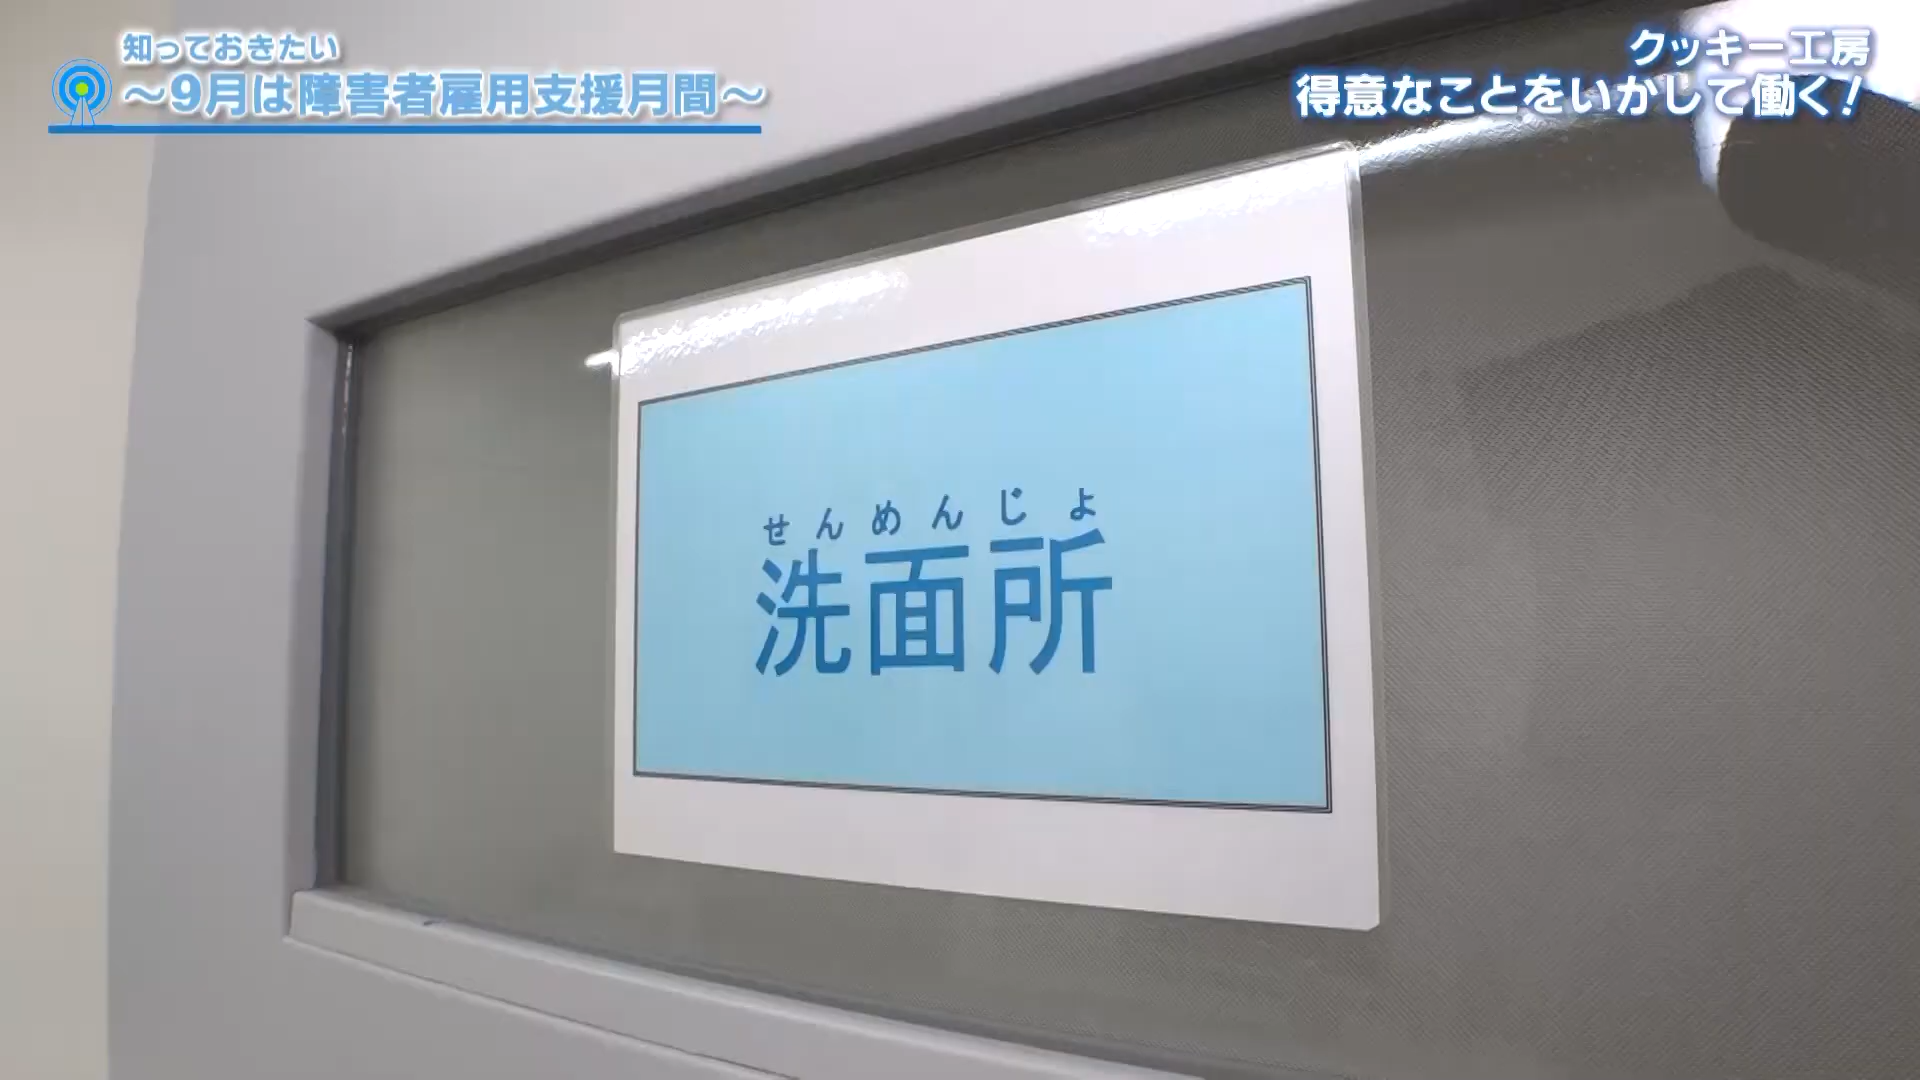 知っておきたい
～9月は障害者雇用支援月間～
クッキー工房
得意なことをいかして働く！
せんめんじょ
洗面所